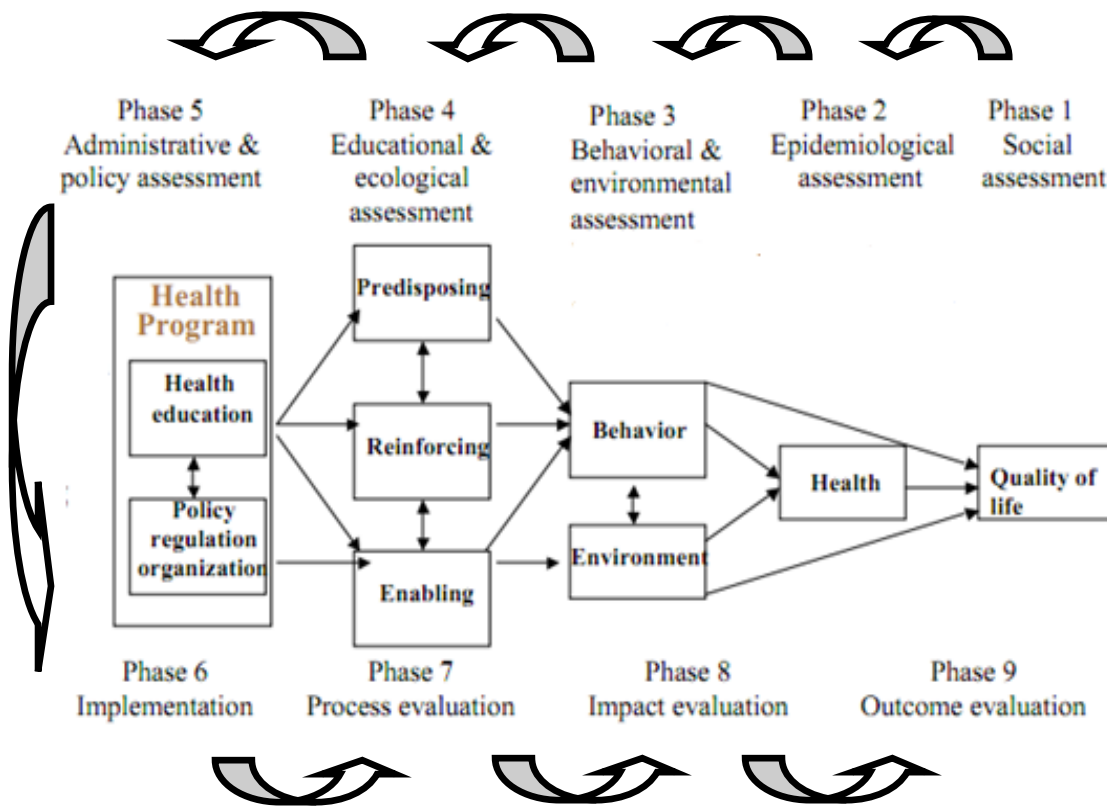 Phase 5
Administrative &
policy assessment
Phase 4
Educational &
ecological
assessment
Phase 3
Behavioral &
environmental
assessment
Phase 2
Epidemiological
assessment
Phase 1
Social
assessment
Health
Program
Health
education
Policy
regulation
organization
Predisposing
Reinforcing
Enabling
Behavior
Environment
Health
Quality of
life
Phase 6
Implementation
Phase 7
Process evaluation
Phase 8
Impact evaluation
Phase 9
Outcome evaluation